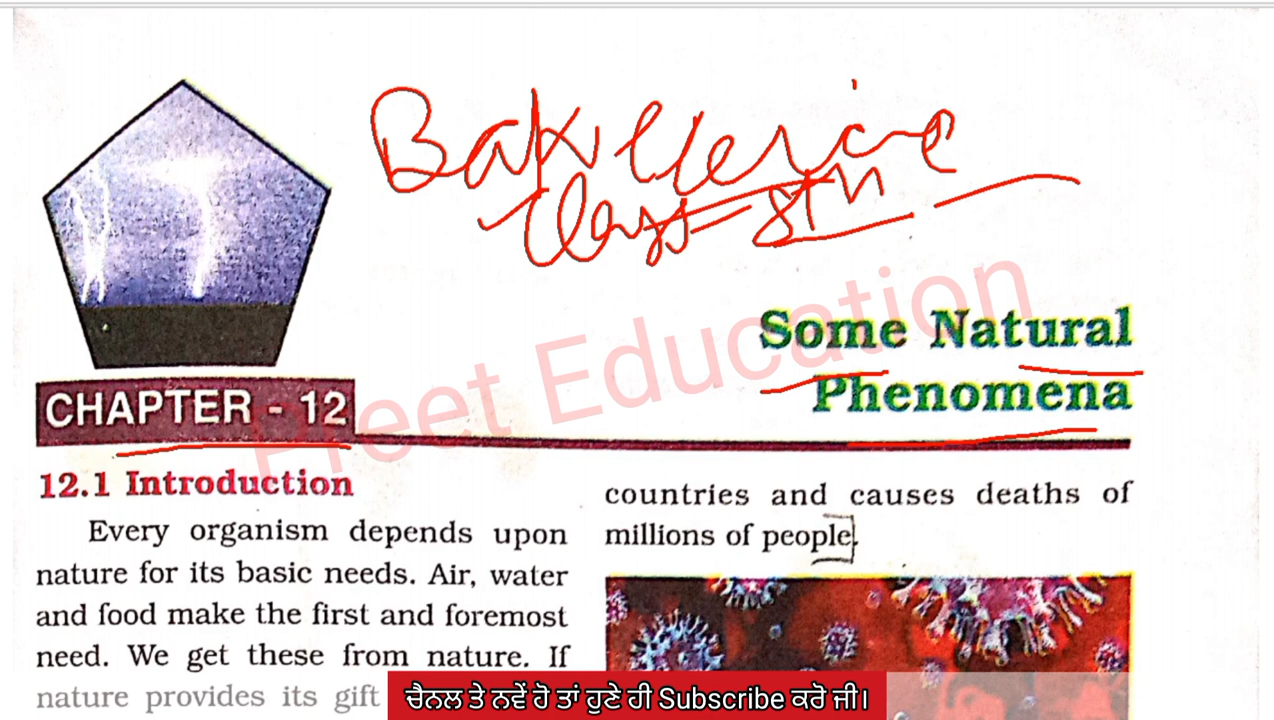 Class 8th
Some Natural
Phenomena
Preet Education
CHAPTER - 12
12.1 Introduction
Every organism depends upon
nature for its basic needs. Air, water
and food make the first and foremost
need. We get these from nature. If
nature provides its gift
countries and causes deaths of
millions of people.
ਚੈਨਲ ਤੇ ਨਵੇਂ ਹੋ ਤਾਂ ਹੁਣੇ ਹੀ Subscribe ਕਰੋ ਜੀ।